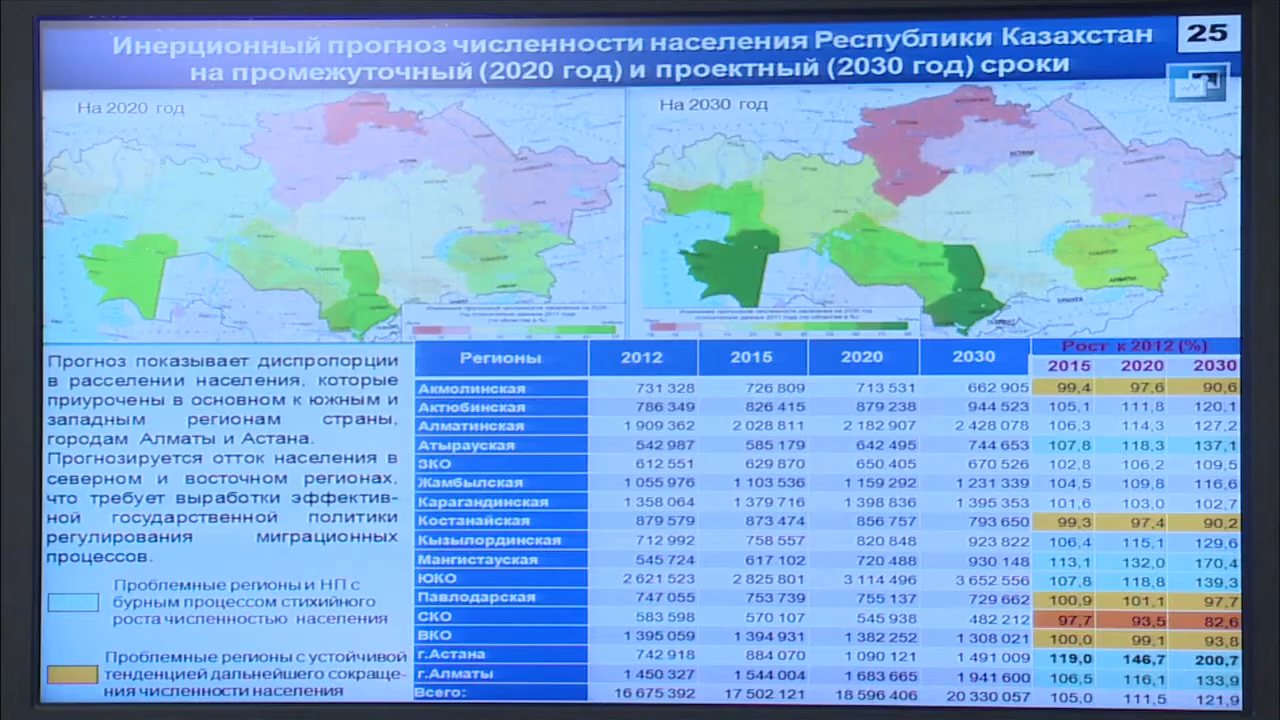 Инерционный прогноз численности населения Республики Казахстан
на промежуточный (2020 год) и проектный (2030 год) сроки
25
На 2020 год
На 2030 год
Прогноз показывает диспропорции
в расселении населения, которые
приурочены в основном к южным и
западным регионам страны,
городам Алматы и Астана.
Прогнозируется отток населения в
северном и восточном регионах,
что требует выработки эффектив-
ной государственной политики
регулирования миграционных
процессов.
Проблемные регионы и НП с
бурным процессом стихийного
роста численностью населения
Проблемные регионы с устойчивой
тенденцией дальнейшего сокраще-
ния численности населения
Регионы 2012 2015 2020 2030 Рост к 2012 (%)
2015 2020 2030
Акмолинская 731 328 726 809 713 531 662 905 99,4 97,6 90,6
Актюбинская 786 349 826 415 879 238 944 523 105,1 111,8 120,1
Алматинская 1 909 362 2 028 811 2 182 907 2 428 078 106,3 114,3 127,2
Атырауская 542 987 585 179 642 495 744 653 107,8 118,3 137,1
ЗКО 612 551 629 870 650 405 670 526 102,8 106,2 109,5
Жамбылская 1 055 976 1 103 536 1 159 292 1 231 339 104,5 109,8 116,6
Карагандинская 1 358 064 1 379 716 1 398 836 1 395 353 101,6 103,0 102,7
Костанайская 879 579 873 474 856 757 793 650 99,3 97,4 90,2
Кызылординская 712 992 758 557 820 848 923 822 106,4 115,1 129,6
Мангистауская 545 724 617 102 720 488 930 148 113,1 132,0 170,4
ЮКО 2 621 523 2 825 801 3 114 496 3 652 556 107,8 118,8 139,3
Павлодарская 747 055 753 739 755 137 729 662 100,9 101,1 97,7
СКО 583 598 570 107 545 938 482 212 97,7 93,5 82,6
ВКО 1 395 059 1 394 931 1 382 252 1 308 021 100,0 99,1 93,8
г.Астана 742 918 884 070 1 090 121 1 491 009 119,0 146,7 200,7
г.Алматы 1 450 327 1 544 004 1 683 665 1 941 600 106,5 116,1 133,9
Всего: 16 675 392 17 502 121 18 596 406 20 330 057 105,0 111,5 121,9